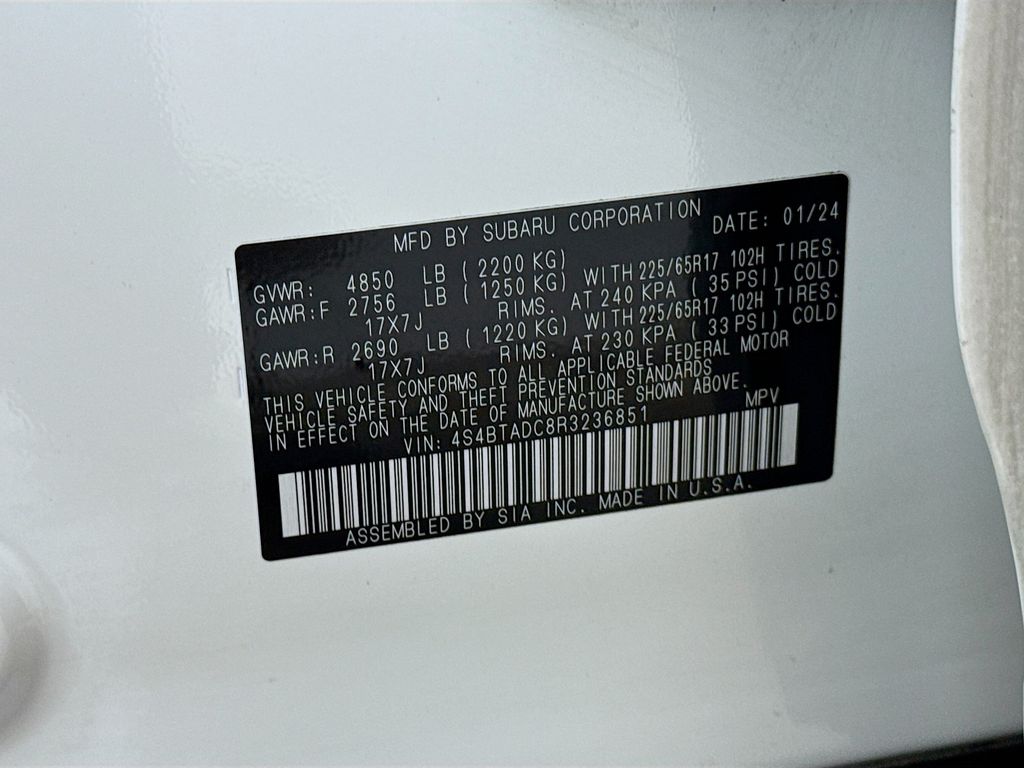 MFD BY SUBARU CORPORATION DATE: 01/24
GVWR: 4850 LB (2200 KG)
GAWR:F 2756 LB (1250 KG) WITH 225/65R17 102H TIRES.
17X7J RIMS. AT 240 KPA (35 PSI) COLD
GAWR:R 2690 LB (1220 KG) WITH 225/65R17 102H TIRES.
17X7J RIMS. AT 230 KPA (33 PSI) COLD
THIS VEHICLE CONFORMS TO ALL APPLICABLE FEDERAL MOTOR
VEHICLE SAFETY AND THEFT PREVENTION STANDARDS
IN EFFECT ON THE DATE OF MANUFACTURE SHOWN ABOVE.
VIN: 4S4BTADC8R3236851 MPV
ASSEMBLED BY SIA INC. MADE IN U.S.A.